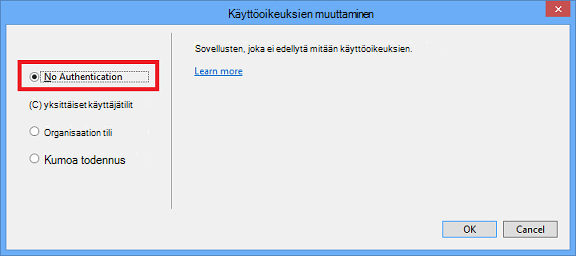 Käyttöoikeuksien muuttaminen
No Authentication
(C) yksittäiset käyttäjätilit
Organisaation tili
Kumoa todennus
Sovellusten, joka ei edellytä mitään käyttöoikeuksien.
Learn more
OK
Cancel